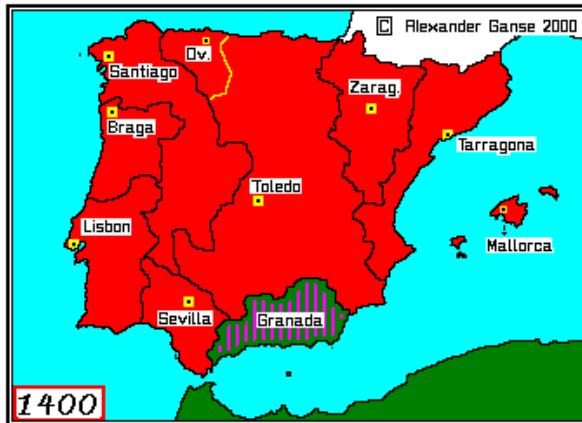 C Alexander Ganse 2000
Ov.
Santiago
Zarag.
Braga
Tarragona
Toledo
Lisbon
Mallorca
Sevilla
Granada
1400